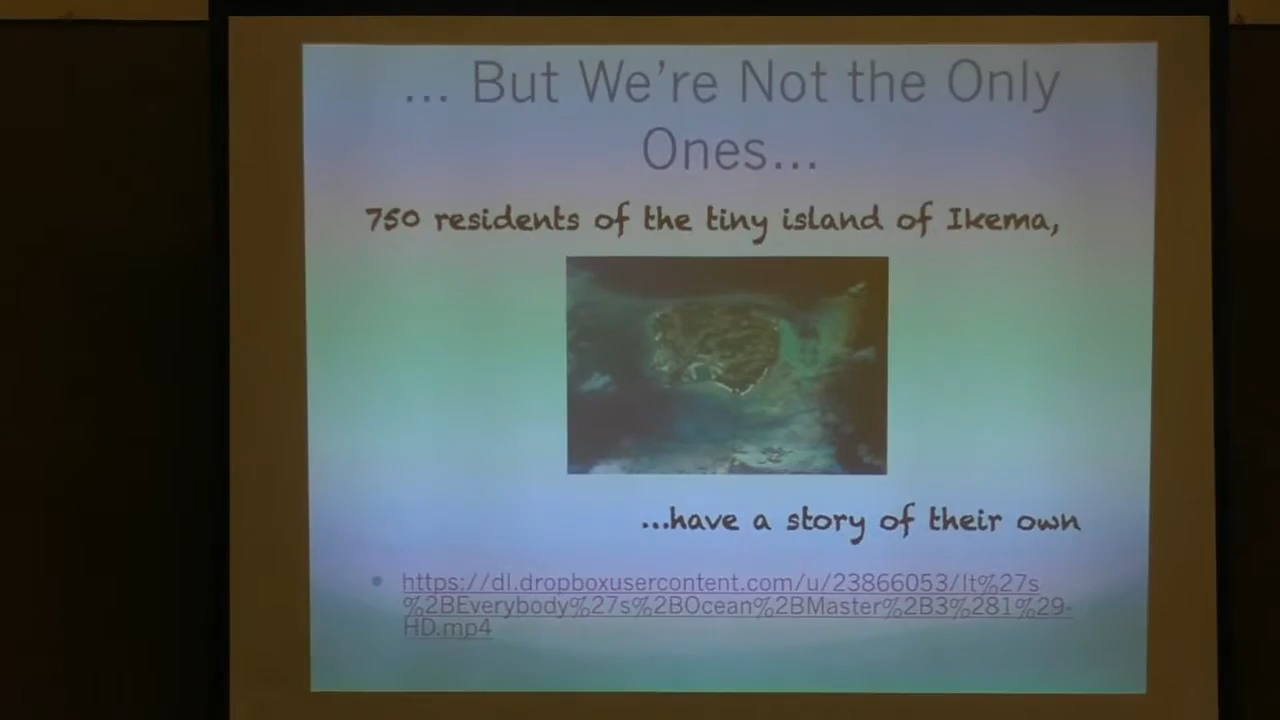 ... But We're Not the Only
Ones...
750 residents of the tiny island of Ikema,
...have a story of their own
• https://dl.dropboxusercontent.com/u/23866053/It%27s
%2BEverybody%27s%2BOcean%2BMaster%2B3%281%29-
HD.mp4